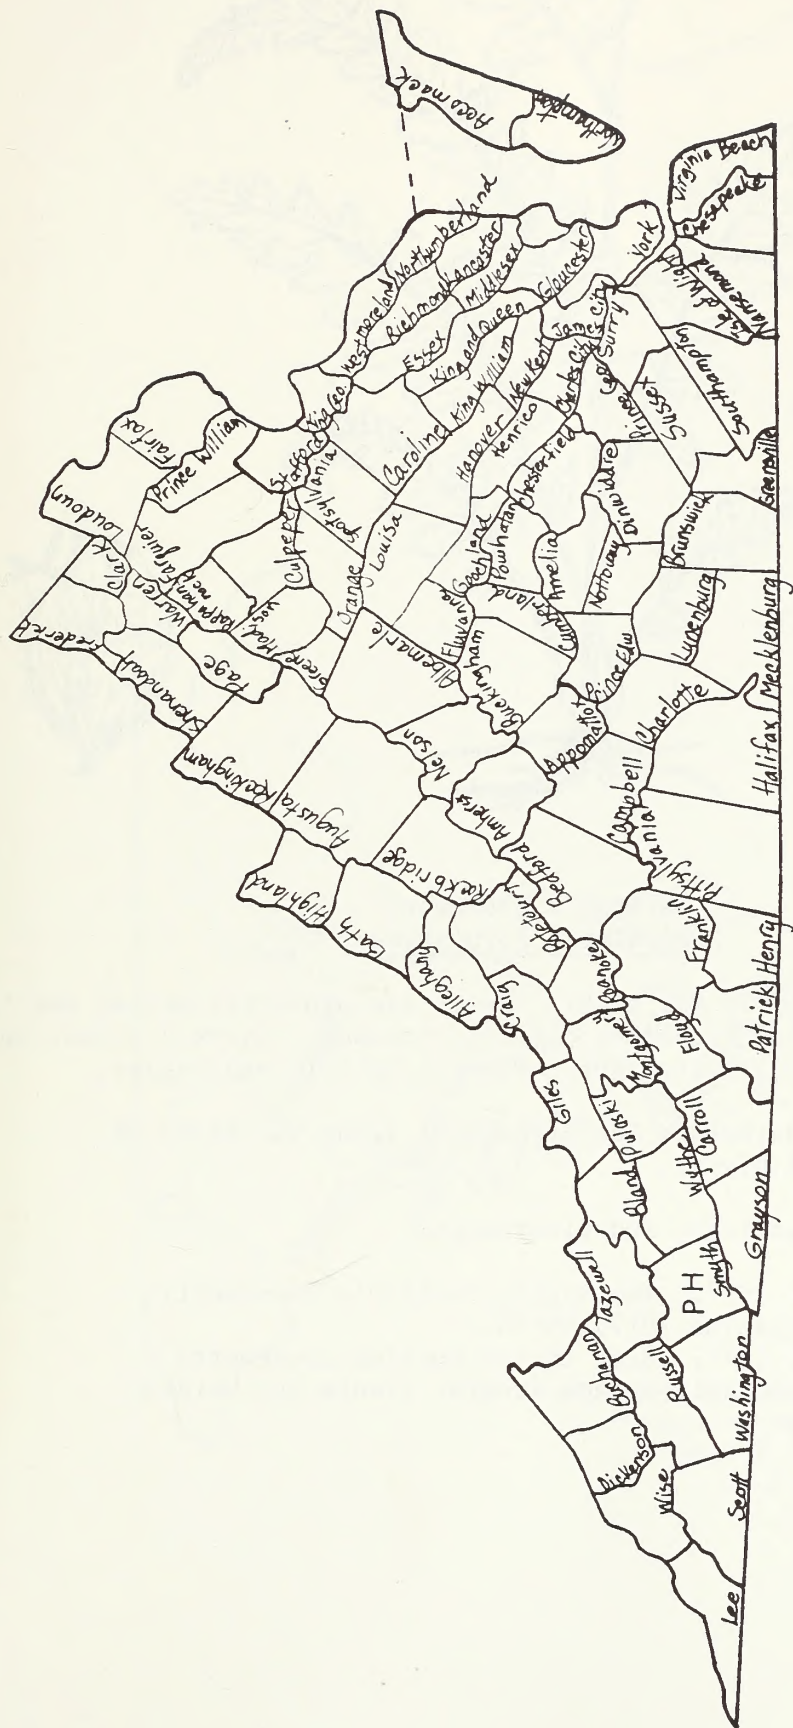 Accomack
Northampton
Frederick
Clark
Loudoun
Fairfax
Shenandoah
Warren
Farquier
Prince William
Page
Rappahannock
Rockingham
Madison
Culpeper
Stafford
King Geo.
Westmoreland
Northumberland
Richmond
Lancaster
Greene
Orange
Spotsylvania
Caroline
Essex
Middlesex
Highland
Augusta
Albemarle
Louisa
Hanover
King William
King and Queen
Gloucester
Bath
Rockbridge
Nelson
Fluvanna
Goochland
Henrico
New Kent
James City
York
Alleghany
Amherst
Buckingham
Cumberland
Powhatan
Chesterfield
Charles City
Surry
Craig
Botetourt
Bedford
Appomattox
Prince Edw
Amelia
Nottoway
Dinwiddie
Prince Geo
Sussex
Isle of Wight
Giles
Roanoke
Campbell
Charlotte
Lunenburg
Brunswick
Southampton
Nansemond
Chesapeake
Virginia Beach
Buchanan
Tazewell
Bland
Pulaski
Montgomery
Floyd
Franklin
Pittsylvania
Halifax
Mecklenburg
Greensville
Dickenson
Wise
Russell
PH
Smyth
Wythe
Carroll
Patrick
Henry
Lee
Scott
Washington
Grayson